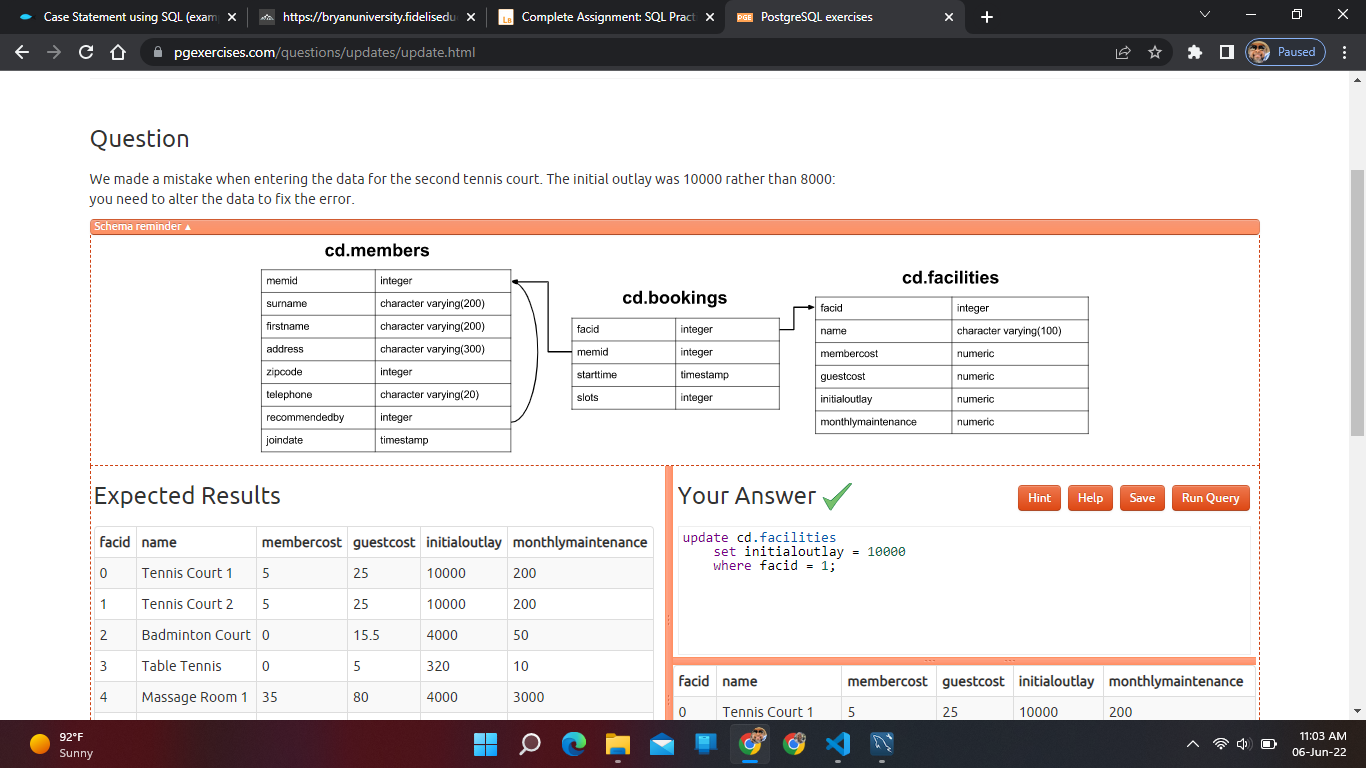 Case Statement using SQL (exam
https://bryanuniversity.fidelisedu
Complete Assignment: SQL Pract
PGE PostgreSQL exercises
pgexercises.com/questions/updates/update.html
Paused
Question
We made a mistake when entering the data for the second tennis court. The initial outlay was 10000 rather than 8000:
you need to alter the data to fix the error.
Schema reminder ▲
cd.members
memid integer
surname character varying(200)
firstname character varying(200)
address character varying(300)
zipcode integer
telephone character varying(20)
recommendedby integer
joindate timestamp
cd.bookings
facid integer
memid integer
starttime timestamp
slots integer
cd.facilities
facid integer
name character varying(100)
membercost numeric
guestcost numeric
initialoutlay numeric
monthlymaintenance numeric
Expected Results
facid name membercost guestcost initialoutlay monthlymaintenance
0 Tennis Court 1 5 25 10000 200
1 Tennis Court 2 5 25 10000 200
2 Badminton Court 0 15.5 4000 50
3 Table Tennis 0 5 320 10
4 Massage Room 1 35 80 4000 3000
Your Answer
Hint Help Save Run Query
update cd.facilities
set initialoutlay = 10000
where facid = 1;
facid name membercost guestcost initialoutlay monthlymaintenance
0 Tennis Court 1 5 25 10000 200
92°F
Sunny
11:03 AM
06-Jun-22